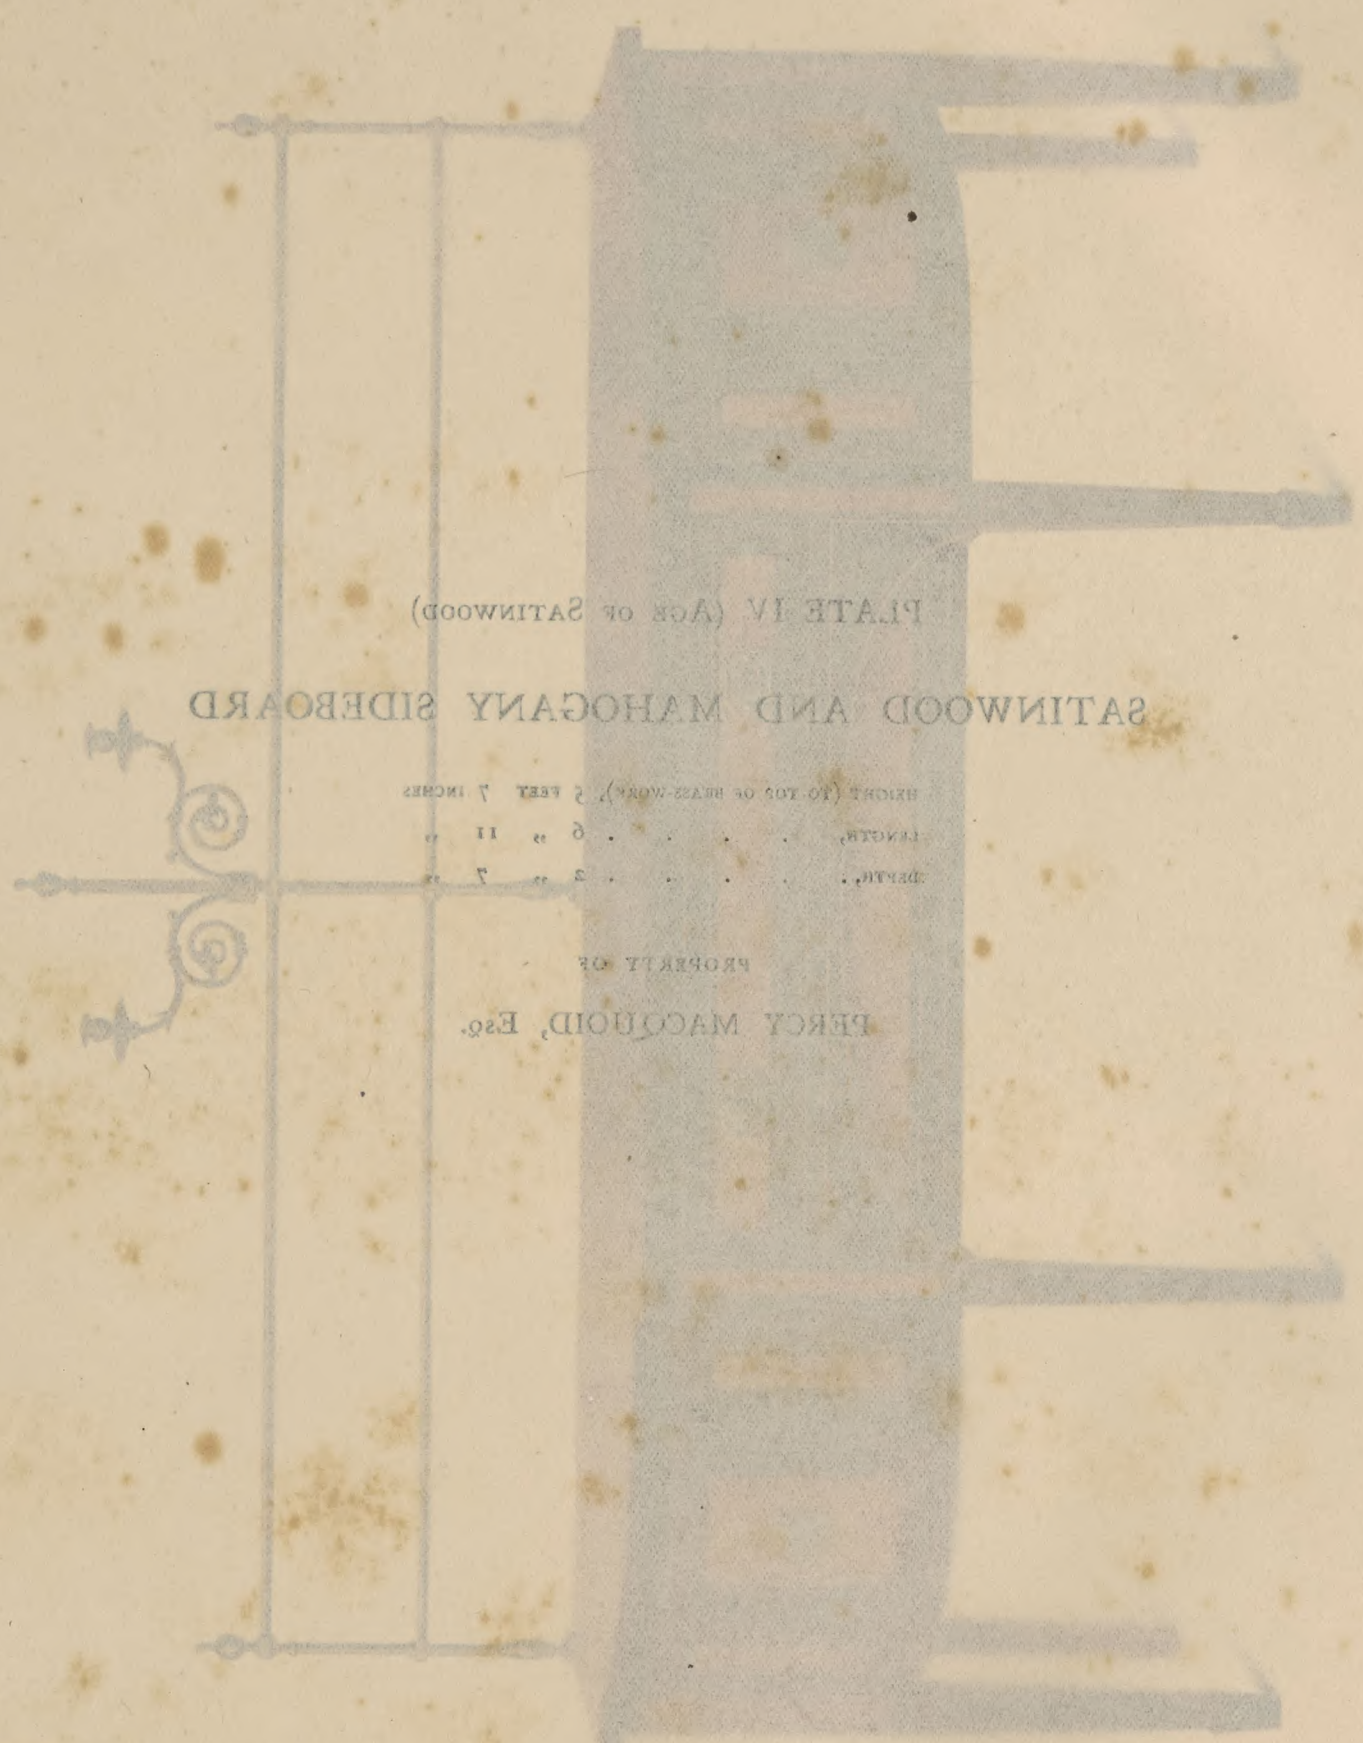 PLATE IV (AGE OF SATINWOOD)
SATINWOOD AND MAHOGANY SIDEBOARD
HEIGHT (TO TOP OF BRASS-WORK), 5 FEET 7 INCHES
LENGTH, . . . . 6 „ 11 „
DEPTH, . . . . . 2 „ 7 „
PROPERTY OF
PERCY MACQUOID, ESQ.